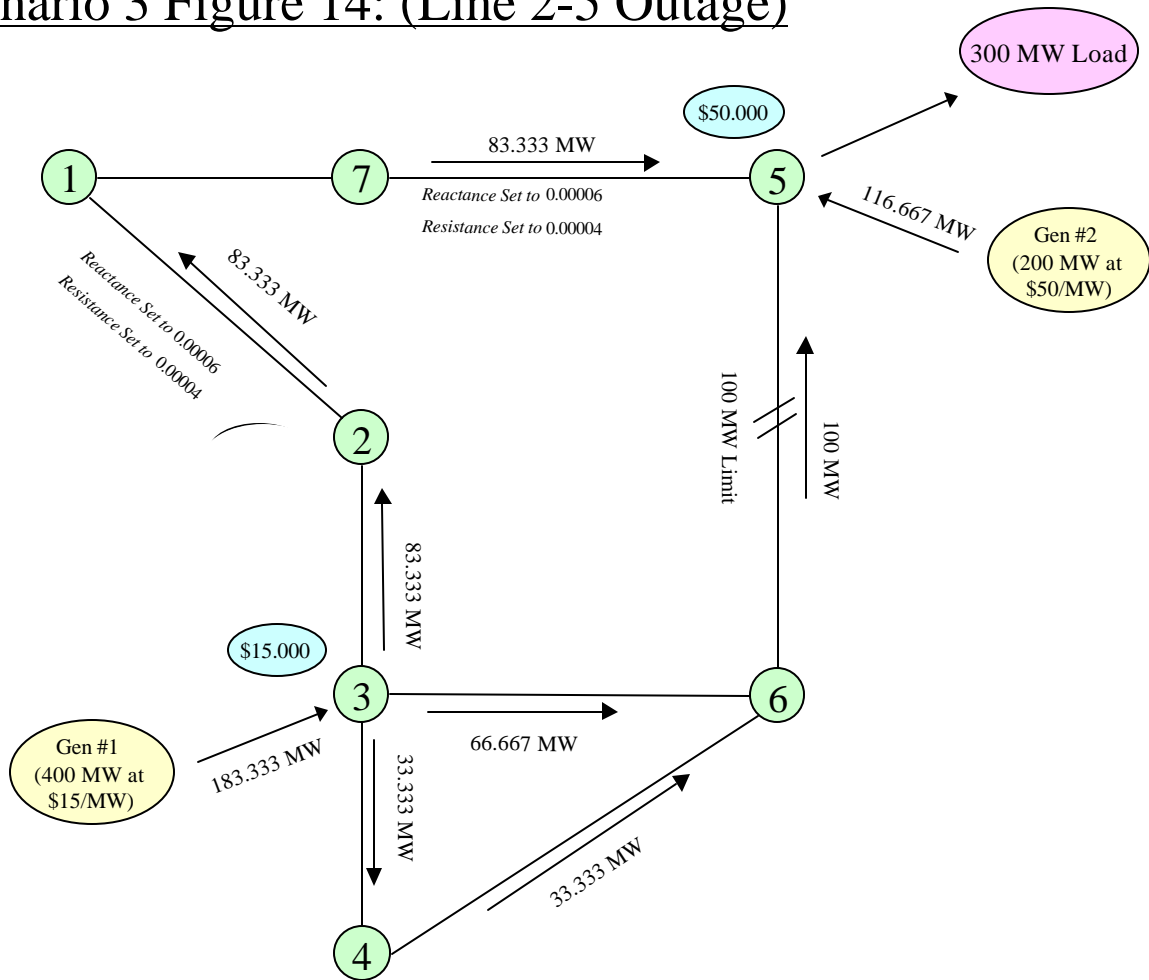 nario 3 Figure 14: (Line 2-5 Outage)
300 MW Load
$50.000
83.333 MW
1
7
5
Reactance Set to 0.00006
Resistance Set to 0.00004
116.667 MW
Gen #2
(200 MW at
$50/MW)
83.333 MW
Reactance Set to 0.00006
Resistance Set to 0.00004
2
100 MW Limit
100 MW
83.333 MW
$15.000
3
6
66.667 MW
Gen #1
(400 MW at
$15/MW)
183.333 MW
33.333 MW
33.333 MW
4